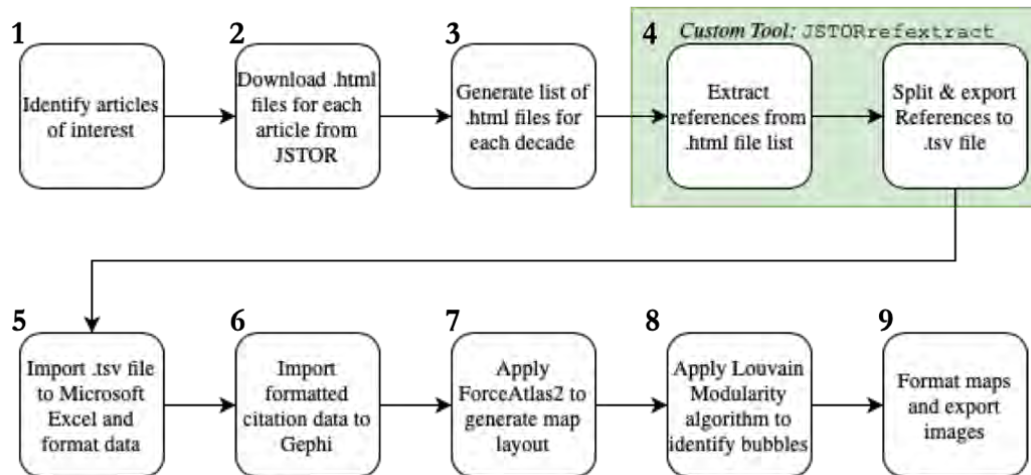 1
Identify articles
of interest
2
Download .html
files for each
article from
JSTOR
3
Generate list of
.html files for
each decade
4
Custom Tool: JSTORrefextract
Extract
references from
.html file list
Split & export
References to
.tsv file
5
Import .tsv file
to Microsoft
Excel and
format data
6
Import
formatted
citation data to
Gephi
7
Apply
ForceAtlas2 to
generate map
layout
8
Apply Louvain
Modularity
algorithm to
identify bubbles
9
Format maps
and export
images